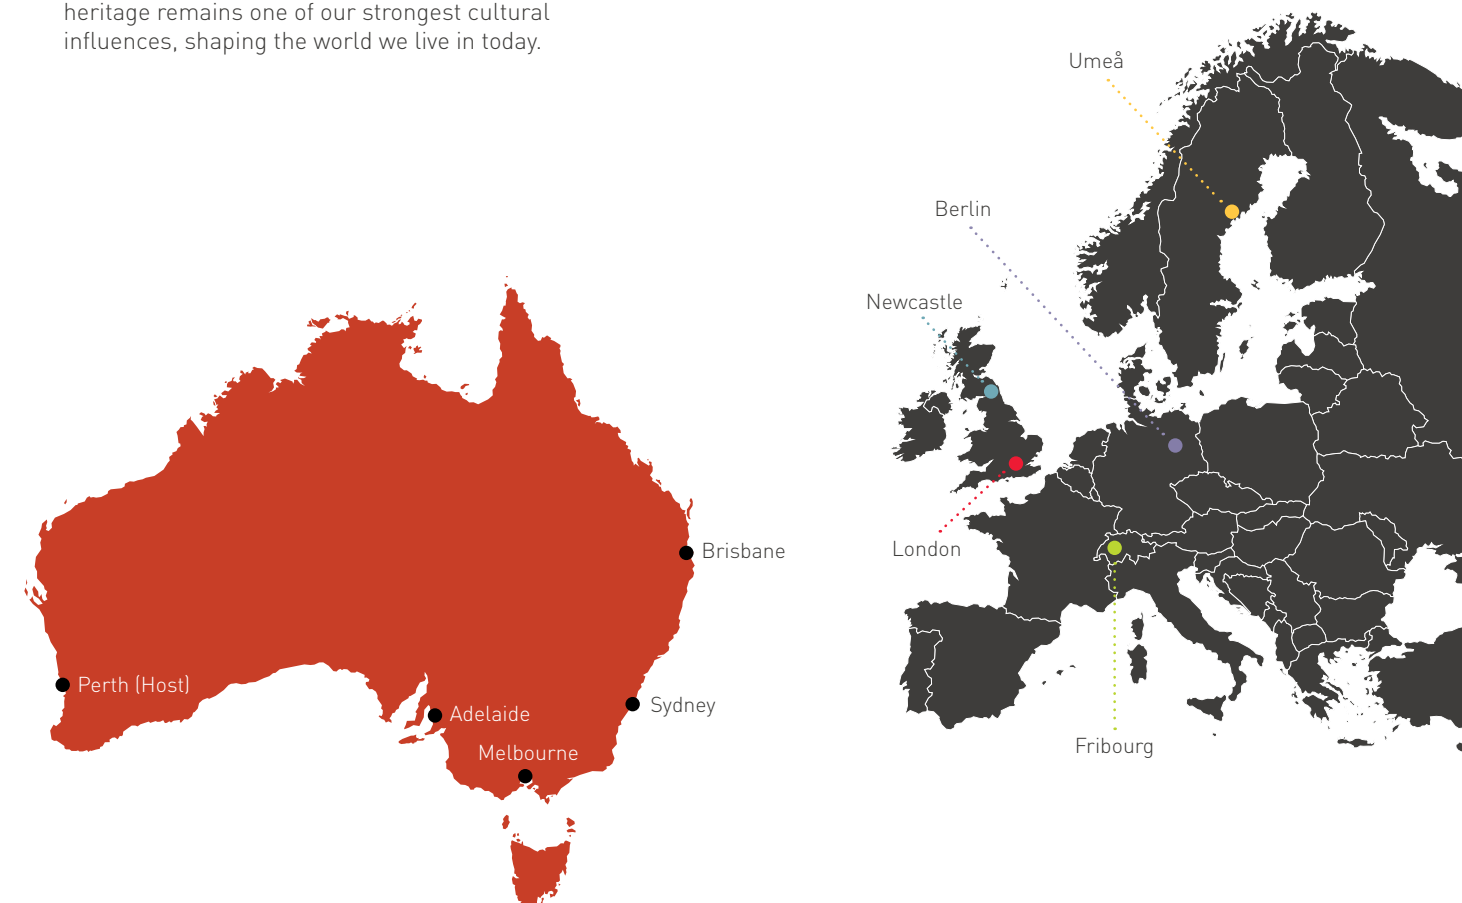 heritage remains one of our strongest cultural
influences, shaping the world we live in today.
Umeå
Berlin
Newcastle
London
Fribourg
Brisbane
Perth (Host)
Adelaide
Sydney
Melbourne